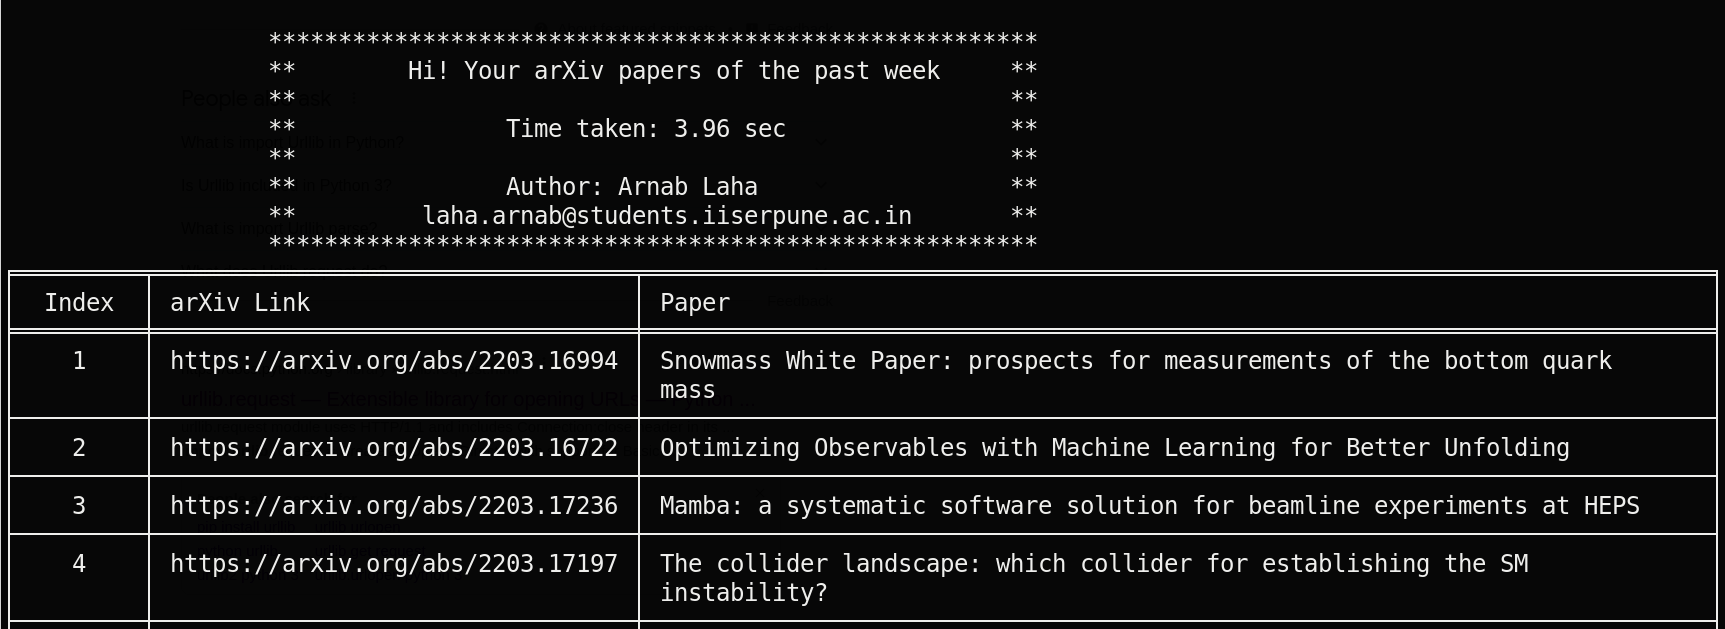 *******************************************************
** Hi! Your arXiv papers of the past week **
** **
** Time taken: 3.96 sec **
** **
** Author: Arnab Laha **
** laha.arnab@students.iiserpune.ac.in **
*******************************************************
Index arXiv Link Paper
1 https://arxiv.org/abs/2203.16994 Snowmass White Paper: prospects for measurements of the bottom quark
mass
2 https://arxiv.org/abs/2203.16722 Optimizing Observables with Machine Learning for Better Unfolding
3 https://arxiv.org/abs/2203.17236 Mamba: a systematic software solution for beamline experiments at HEPS
4 https://arxiv.org/abs/2203.17197 The collider landscape: which collider for establishing the SM
instability?